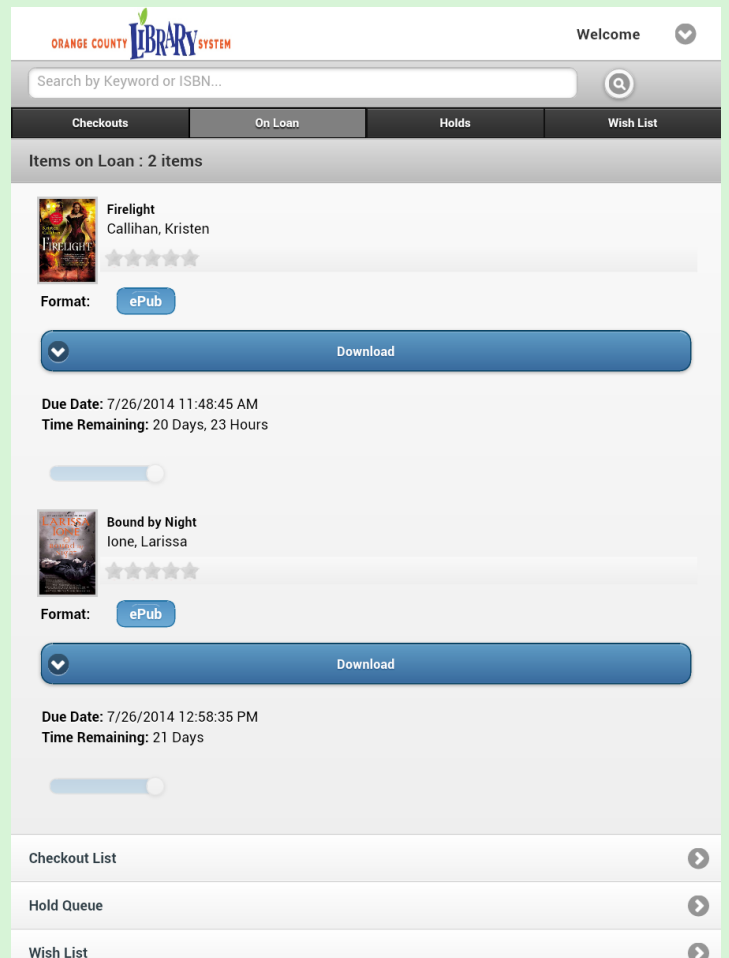 ORANGE COUNTY LIBRARY SYSTEM
Welcome
Search by Keyword or ISBN...
Checkouts On Loan Holds Wish List
Items on Loan : 2 items
Firelight
Callihan, Kristen
FIRELIGHT
Format: ePub
Download
Due Date: 7/26/2014 11:48:45 AM
Time Remaining: 20 Days, 23 Hours
LARISSA
IONE
Bound by Night
Ione, Larissa
Format: ePub
Download
Due Date: 7/26/2014 12:58:35 PM
Time Remaining: 21 Days
Checkout List
Hold Queue
Wish List